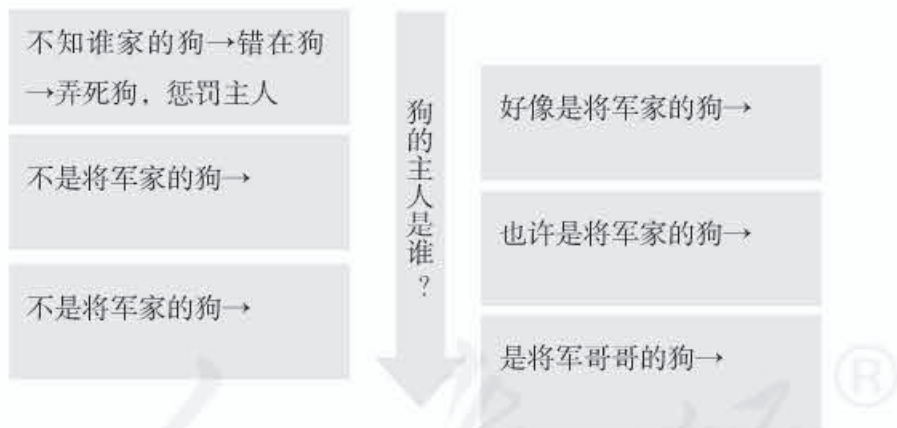 不知谁家的狗→错在狗
→弄死狗，惩罚主人
不是将军家的狗→
不是将军家的狗→
狗的主人是谁？
好像是将军家的狗→
也许是将军家的狗→
是将军哥哥的狗→
®